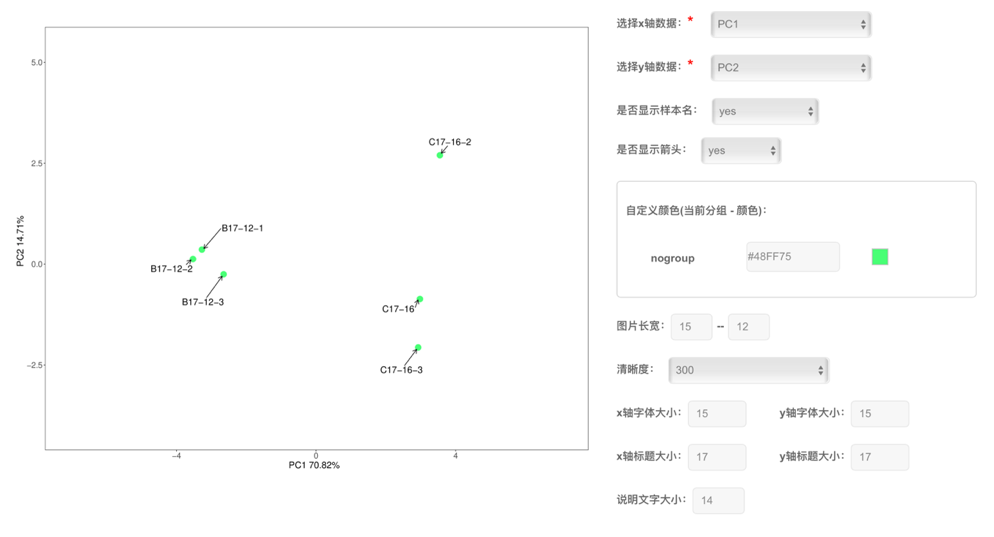 5.0
2.5
0.0
−2.5
PC2 14.71%
C17−16−2
B17−12−1
B17−12−2
B17−12−3
C17−16
C17−16−3
−4
0
4
PC1 70.82%
选择x轴数据： * PC1
选择y轴数据： * PC2
是否显示样本名： yes
是否显示箭头： yes
自定义颜色(当前分组 - 颜色)：
nogroup #48FF75
图片长宽： 15 -- 12
清晰度： 300
x轴字体大小： 15 y轴字体大小： 15
x轴标题大小： 17 y轴标题大小： 17
说明文字大小： 14